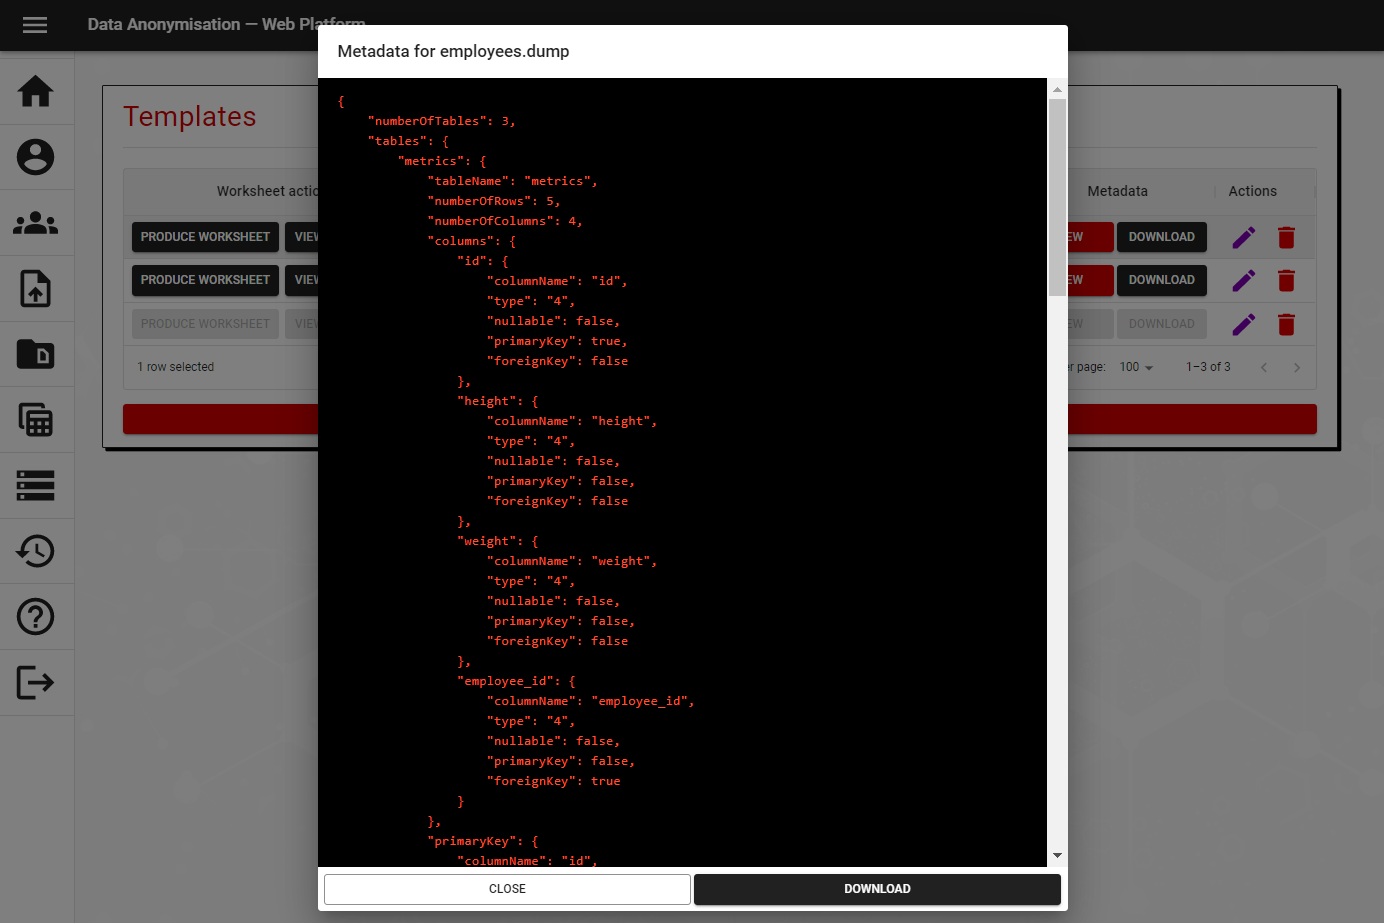 Data Anonymisation — Web Platform
Metadata for employees.dump
Templates
Worksheet actio
Metadata
Actions
PRODUCE WORKSHEET
VIEW
EW
DOWNLOAD
PRODUCE WORKSHEET
VIEW
EW
DOWNLOAD
PRODUCE WORKSHEET
VIEW
EW
DOWNLOAD
1 row selected
er page:
100
1–3 of 3
{
"numberOfTables": 3,
"tables": {
"metrics": {
"tableName": "metrics",
"numberOfRows": 5,
"numberOfColumns": 4,
"columns": {
"id": {
"columnName": "id",
"type": "4",
"nullable": false,
"primaryKey": true,
"foreignKey": false
},
"height": {
"columnName": "height",
"type": "4",
"nullable": false,
"primaryKey": false,
"foreignKey": false
},
"weight": {
"columnName": "weight",
"type": "4",
"nullable": false,
"primaryKey": false,
"foreignKey": false
},
"employee_id": {
"columnName": "employee_id",
"type": "4",
"nullable": false,
"primaryKey": false,
"foreignKey": true
}
},
"primaryKey": {
"columnName": "id",
CLOSE
DOWNLOAD